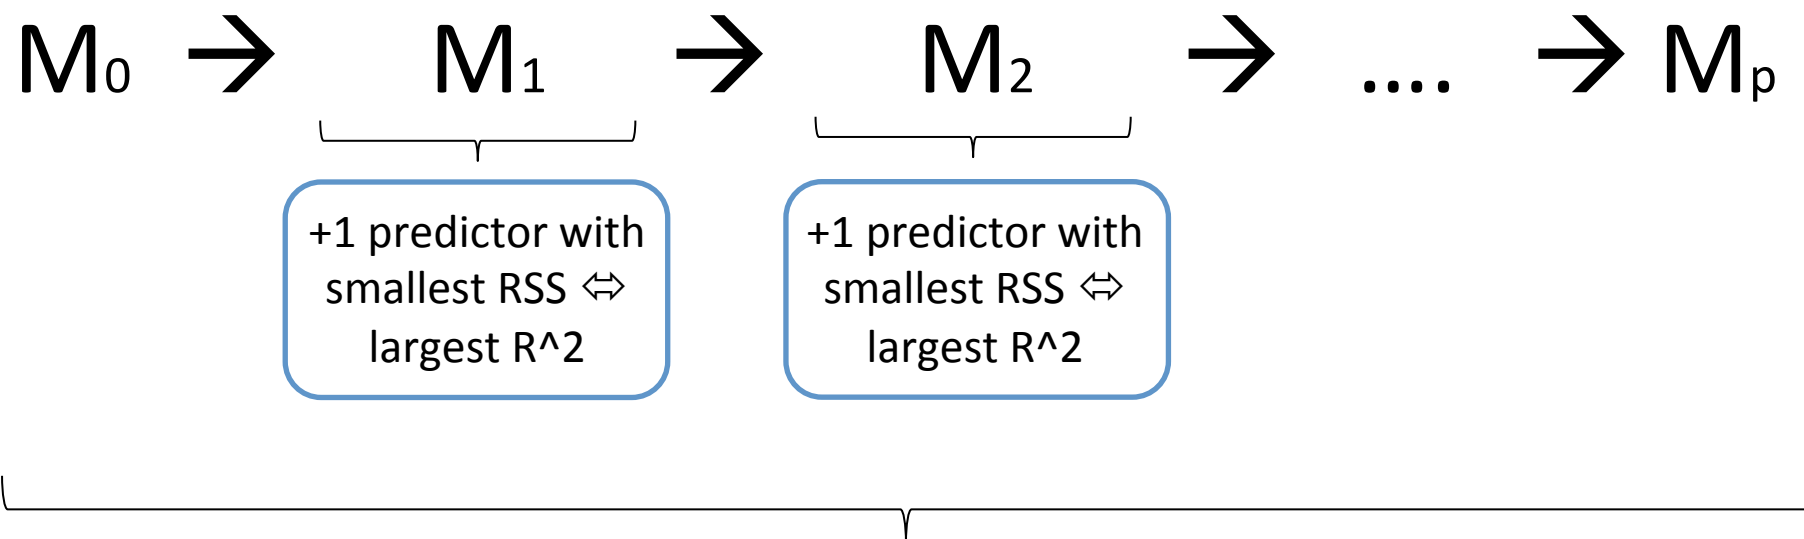 M0 → M1 → M2 → .... → Mp
+1 predictor with
smallest RSS ⇔
largest R^2
+1 predictor with
smallest RSS ⇔
largest R^2